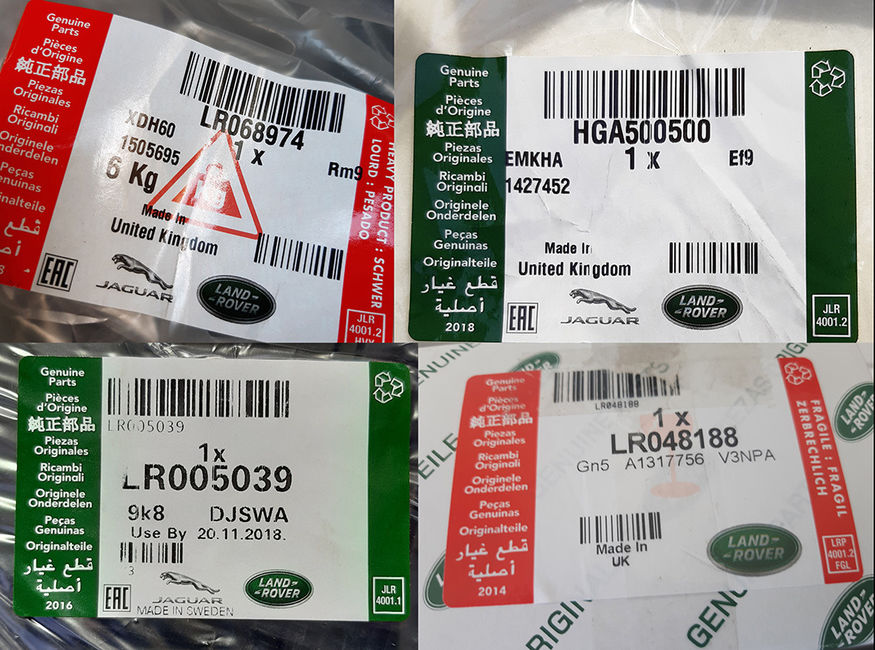 Genuine
Parts
Pièces
d'Origine
純正部品
Piezas
Originales
Ricambi
Originali
Originele
Onderdelen
Peças
Genuinas
Originalteile
قطع غيار
أصلية
LR068974
1 x
XDH60
1505695
6 Kg
Rm9
Made In
United Kingdom
EAC
JAGUAR
LAND-
-ROVER
HEAVY PRODUCT : SCHWER
LOURD : PESADO
JLR
4001.2
HVY
Genuine
Parts
Pièces
d'Origine
純正部品
Piezas
Originales
Ricambi
Originali
Originele
Onderdelen
Peças
Genuinas
Originalteile
قطع غيار
أصلية
2018
HGA500500
1 x
EMKHA
Ef9
1427452
Made In
United Kingdom
EAC
JAGUAR
LAND-
-ROVER
JLR
4001.2
Genuine
Parts
Pièces
d'Origine
純正部品
Piezas
Originales
Ricambi
Originali
Originele
Onderdelen
Peças
Genuinas
Originalteile
قطع غيار
أصلية
2016
LR005039
1x
LR005039
9k8 DJSWA
Use By 20.11.2018.
3
EAC
JAGUAR
LAND-
-ROVER
MADE IN SWEDEN
JLR
4001.1
Genuine
Parts
Pièces
d'Origine
純正部品
Piezas
Originales
Ricambi
Originali
Originele
Onderdelen
Peças
Genuinas
Originalteile
قطع غيار
أصلية
2014
LR048188
1 x
LR048188
Gn5 A1317756 V3NPA
Made In
UK
LAND-
-ROVER
FRAGILE : FRAGIL
ZERBRECHLICH
LRP
4001.2
FGL